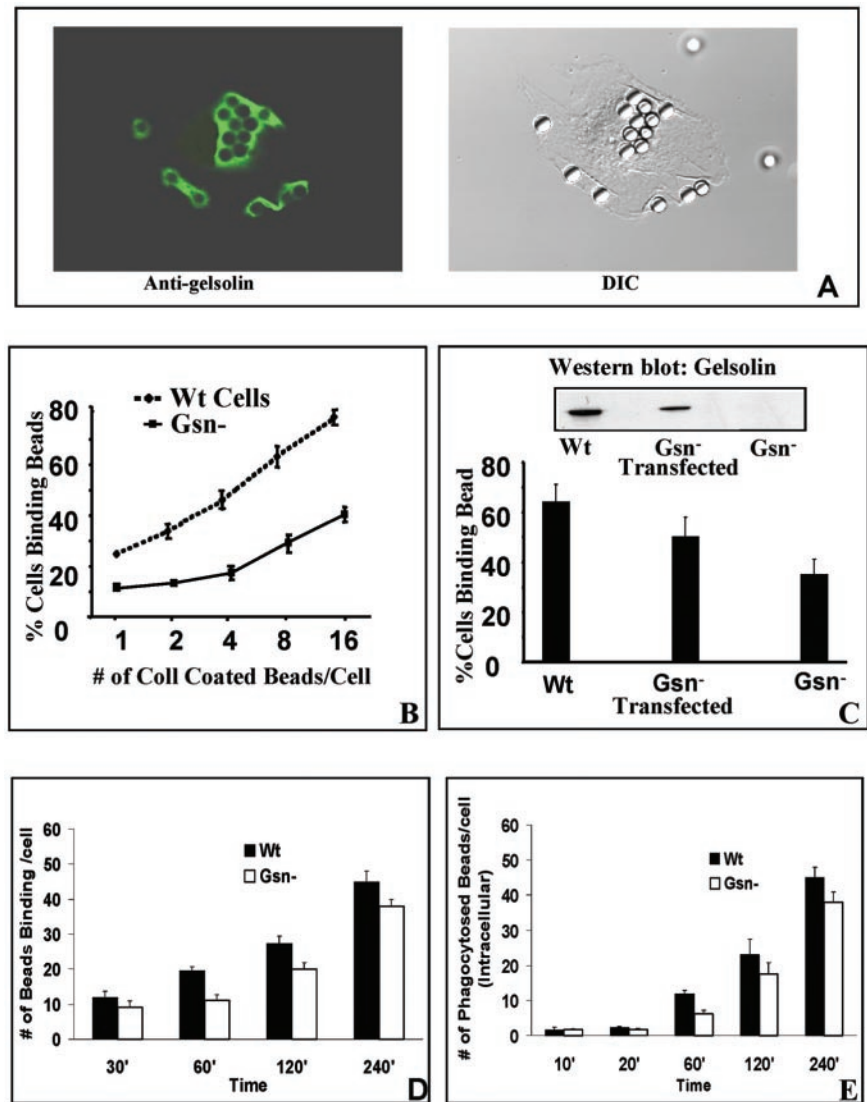 Anti-gelsolin
DIC
A
80
60
40
20
0
% Cells Binding Beads
Wt Cells
Gsn-
1 2 4 8 16
# of Coll Coated Beads/Cell
B
Western blot: Gelsolin
Wt Gsn- Gsn-
Transfected
80
60
40
20
0
%Cells Binding Bead
Wt Gsn- Gsn-
Transfected
C
# of Beads Binding /cell
60
50
40
30
20
10
0
Wt
Gsn-
30' 60' 120' 240'
Time
D
# of Phagocytosed Beads/cell
(Intracellular)
60
50
40
30
20
10
0
Wt
Gsn-
10' 20' 60' 120' 240'
Time
E